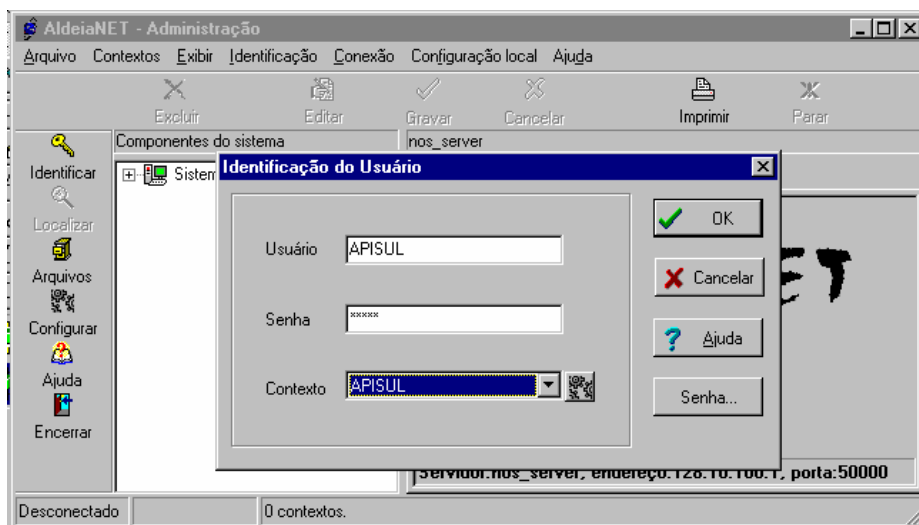 AldeiaNET - Administração
Arquivo Contextos Exibir Identificação Conexão Configuração local Ajuda
Excluir Editar Gravar Cancelar Imprimir Parar
Componentes do sistema
nos_server
Identificar
Localizar
Arquivos
Configurar
Ajuda
Encerrar
Identificação do Usuário
Usuário APISUL
Senha xxxxx
Contexto APISUL
OK
Cancelar
? Ajuda
Senha...
Servidor:nos_server, endereço:128.10.100.1, porta:50000
Desconectado 0 contextos.